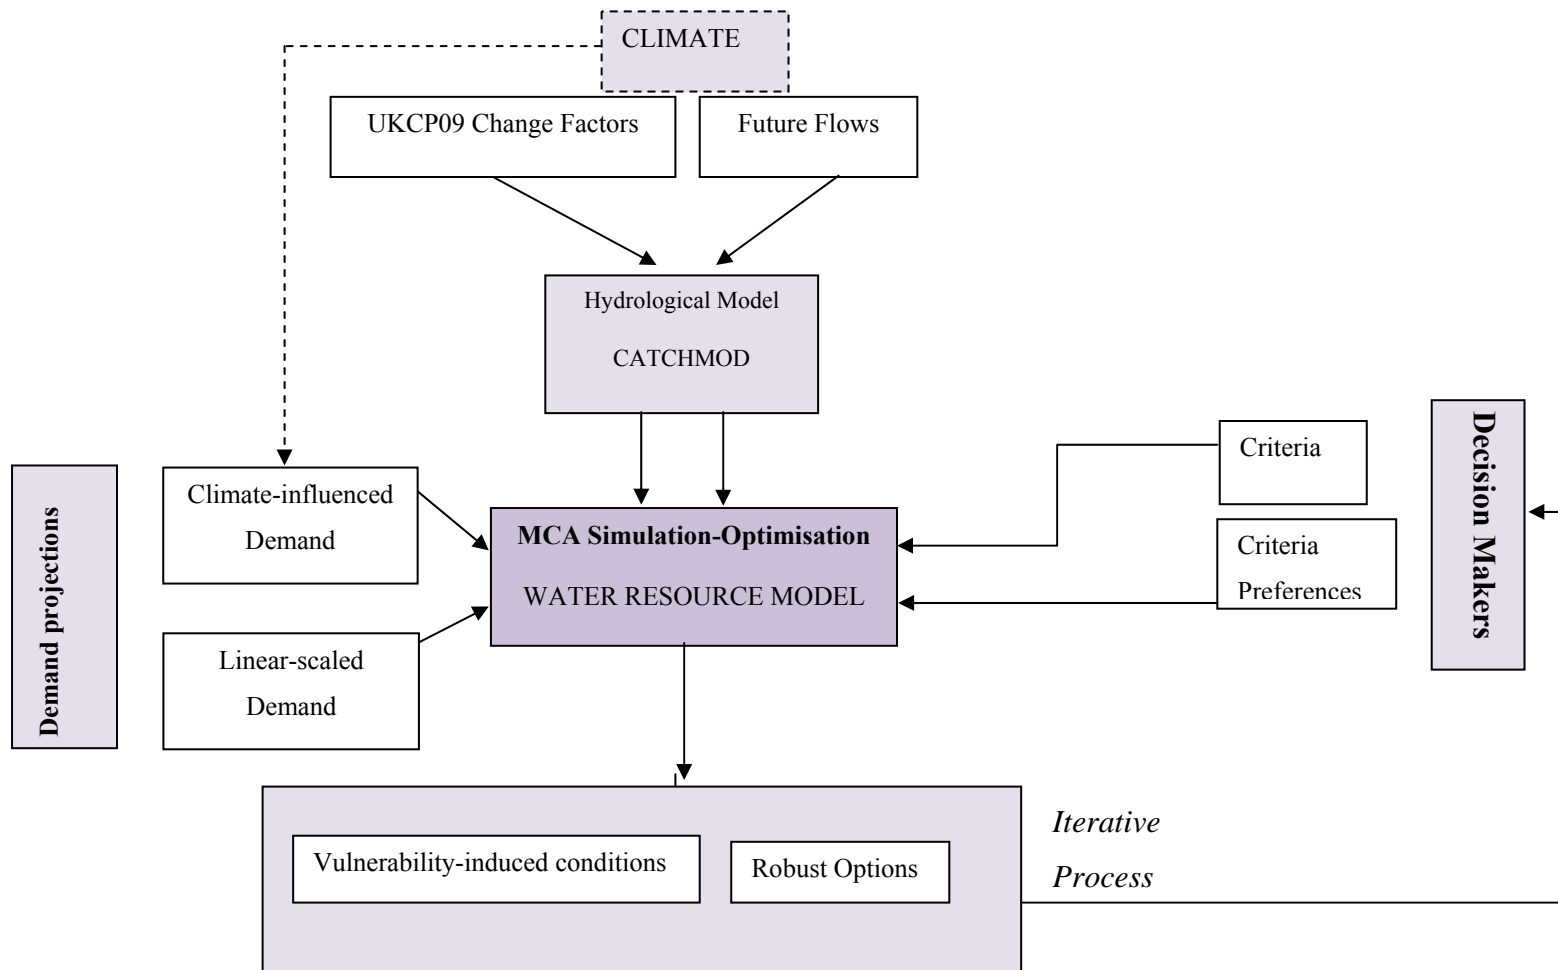 CLIMATE
UKCP09 Change Factors
Future Flows
Hydrological Model
CATCHMOD
Decision Makers
Criteria
Criteria
Preferences
Demand projections
Climate-influenced
Demand
MCA Simulation-Optimisation
WATER RESOURCE MODEL
Linear-scaled
Demand
Iterative
Process
Vulnerability-induced conditions
Robust Options